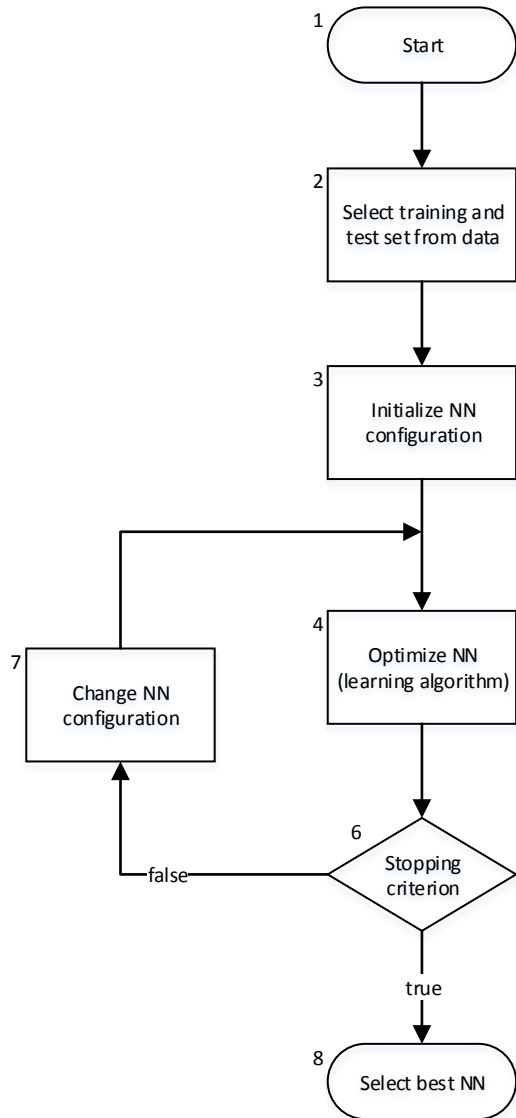 1
Start
2
Select training and
test set from data
3
Initialize NN
configuration
4
Optimize NN
(learning algorithm)
7
Change NN
configuration
6
Stopping
criterion
false
true
8
Select best NN